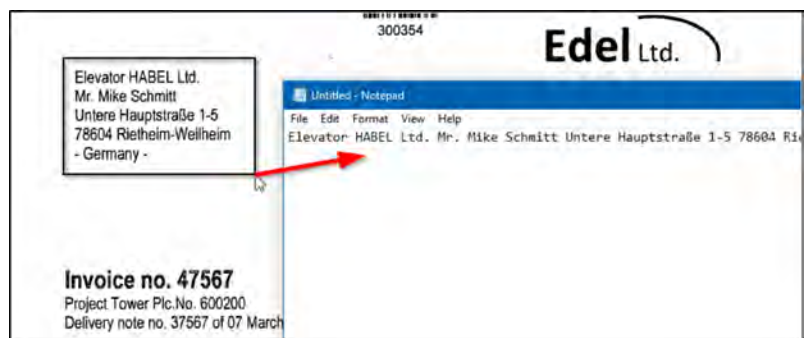 300354
Edel Ltd.
Elevator HABEL Ltd.
Mr. Mike Schmitt
Untere Hauptstraße 1-5
78604 Rietheim-Weilheim
- Germany -
Untitled - Notepad
File Edit Format View Help
Elevator HABEL Ltd. Mr. Mike Schmitt Untere Hauptstraße 1-5 78604
Invoice no. 47567
Project Tower Plc.No. 600200
Delivery note no. 37567 of 07 March